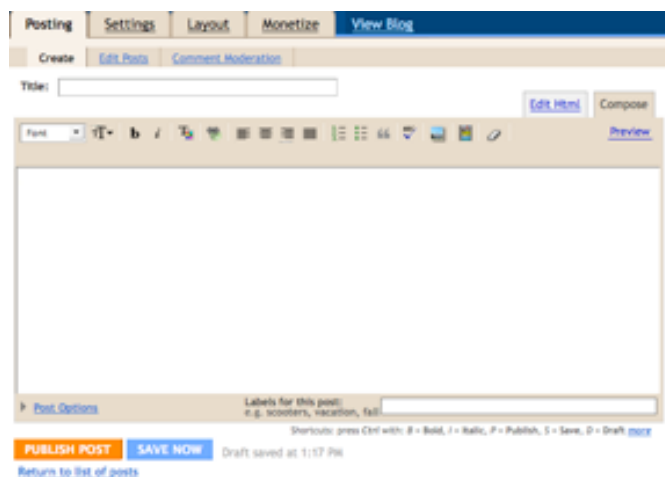 Posting Settings Layout Monetize View Blog
Create Edit Posts Comment Moderation
Title:
Edit Html Compose
Font T b i Preview
Post Options
Labels for this post:
e.g. scooters, vacation, fall
Shortcuts: press Ctrl with: B = Bold, I = Italic, P = Publish, S = Save, D = Draft more
PUBLISH POST SAVE NOW Draft saved at 1:17 PM
Return to list of posts